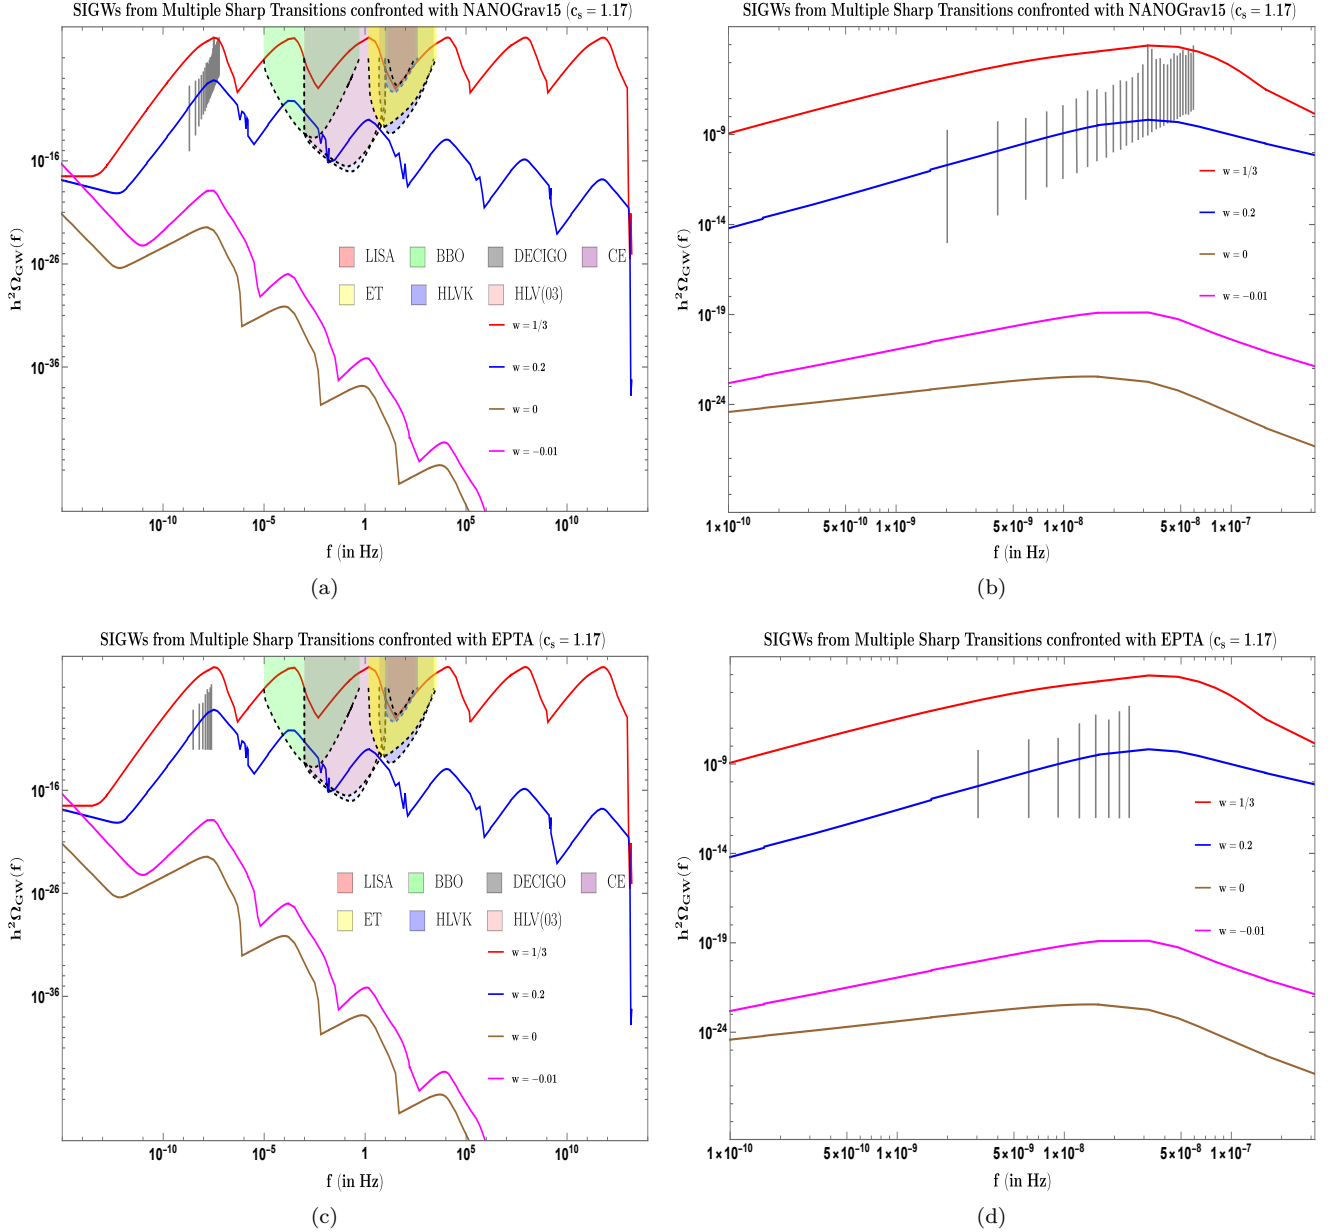 SIGWs from Multiple Sharp Transitions confronted with NANOGrav15 (c_s = 1.17)
h²Ω_GW(f)
10⁻¹⁶
10⁻²⁶
10⁻³⁶
LISA BBO DECIGO CE
ET HLVK HLV(03)
w = 1/3
w = 0.2
w = 0
w = −0.01
10⁻¹⁰ 10⁻⁵ 1 10⁵ 10¹⁰
f (in Hz)
(a)
SIGWs from Multiple Sharp Transitions confronted with NANOGrav15 (c_s = 1.17)
h²Ω_GW(f)
10⁻⁹
10⁻¹⁴
10⁻¹⁹
10⁻²⁴
w = 1/3
w = 0.2
w = 0
w = −0.01
1×10⁻¹⁰ 5×10⁻¹⁰ 1×10⁻⁹ 5×10⁻⁹ 1×10⁻⁸ 5×10⁻⁸ 1×10⁻⁷
f (in Hz)
(b)
SIGWs from Multiple Sharp Transitions confronted with EPTA (c_s = 1.17)
h²Ω_GW(f)
10⁻¹⁶
10⁻²⁶
10⁻³⁶
LISA BBO DECIGO CE
ET HLVK HLV(03)
w = 1/3
w = 0.2
w = 0
w = −0.01
10⁻¹⁰ 10⁻⁵ 1 10⁵ 10¹⁰
f (in Hz)
(c)
SIGWs from Multiple Sharp Transitions confronted with EPTA (c_s = 1.17)
h²Ω_GW(f)
10⁻⁹
10⁻¹⁴
10⁻¹⁹
10⁻²⁴
w = 1/3
w = 0.2
w = 0
w = −0.01
1×10⁻¹⁰ 5×10⁻¹⁰ 1×10⁻⁹ 5×10⁻⁹ 1×10⁻⁸ 5×10⁻⁸ 1×10⁻⁷
f (in Hz)
(d)